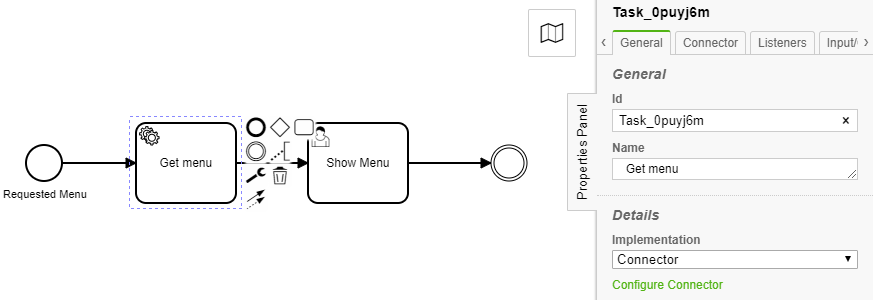 Task_0puyj6m
General
Connector
Listeners
Input/
General
Id
Task_0puyj6m
Name
Get menu
Details
Implementation
Connector
Configure Connector
Properties Panel
Get menu
Show Menu
Requested Menu